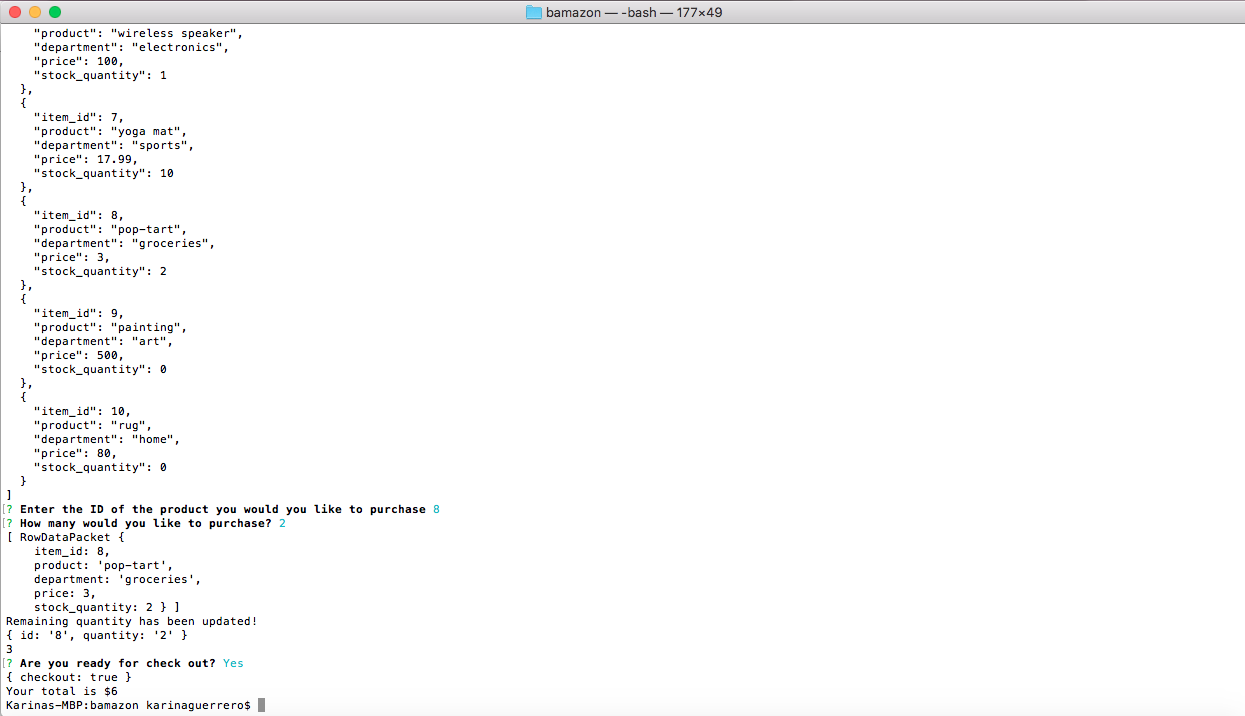 bamazon — -bash — 177×49
    "product": "wireless speaker",
    "department": "electronics",
    "price": 100,
    "stock_quantity": 1
  },
  {
    "item_id": 7,
    "product": "yoga mat",
    "department": "sports",
    "price": 17.99,
    "stock_quantity": 10
  },
  {
    "item_id": 8,
    "product": "pop-tart",
    "department": "groceries",
    "price": 3,
    "stock_quantity": 2
  },
  {
    "item_id": 9,
    "product": "painting",
    "department": "art",
    "price": 500,
    "stock_quantity": 0
  },
  {
    "item_id": 10,
    "product": "rug",
    "department": "home",
    "price": 80,
    "stock_quantity": 0
  }
]
[? Enter the ID of the product you would you like to purchase 8
[? How many would you like to purchase? 2
[ RowDataPacket {
    item_id: 8,
    product: 'pop-tart',
    department: 'groceries',
    price: 3,
    stock_quantity: 2 } ]
Remaining quantity has been updated!
{ id: '8', quantity: '2' }
3
[? Are you ready for check out? Yes
{ checkout: true }
Your total is $6
Karinas-MBP:bamazon karinaguerrero$